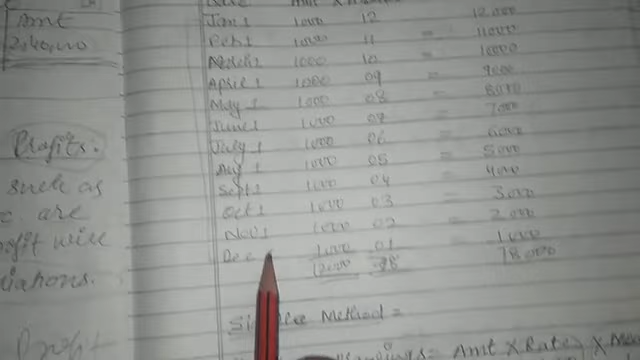 Amt
2,40,000
Profits.
such as
are
Jan 1 1000 12 12000
Feb 1 1000 11 = 11000
March 1 1000 10 = 10000
April 1 1000 09 = 9000
May 1 1000 08 = 8000
June 1 1000 07 = 7000
July 1 1000 06 = 6000
Aug 1 1000 05 = 5000
Sept 1 1000 04 = 4000
Oct 1 1000 03 = 3000
Nov 1 1000 02 = 2000
Dec 1000 01 = 1000
12000 78 78000
Method =
= Amt X Rate X